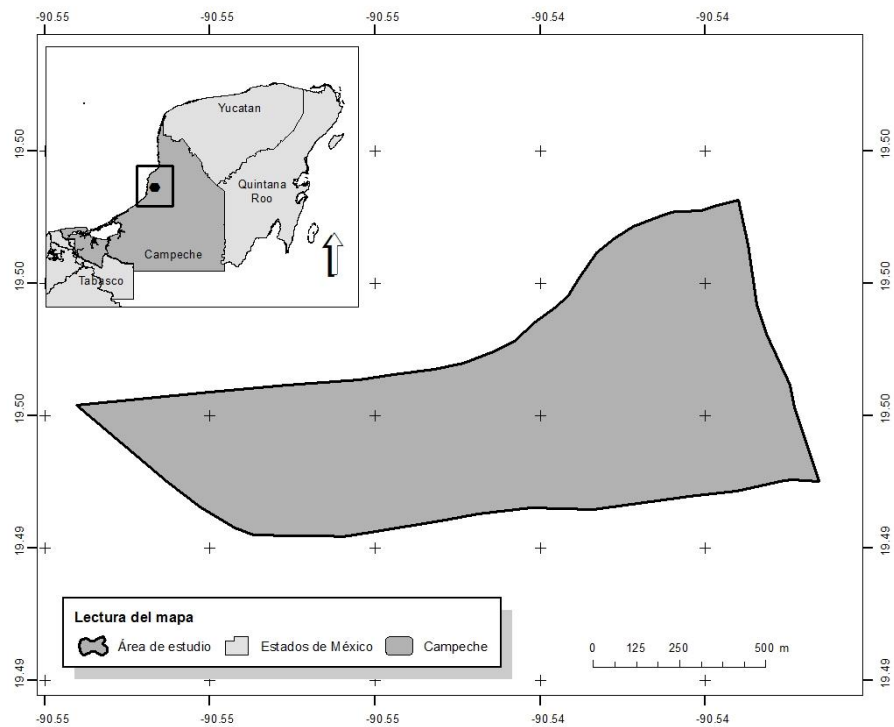 -90.55 -90.55 -90.55 -90.54 -90.54
Yucatan
Quintana
Roo
Campeche
Tabasco
19.50 19.50
19.50 19.50
19.50 19.50
19.49 19.49
19.49 19.49
Lectura del mapa
Área de estudio Estados de México Campeche
0 125 250 500 m
-90.55 -90.55 -90.55 -90.54 -90.54